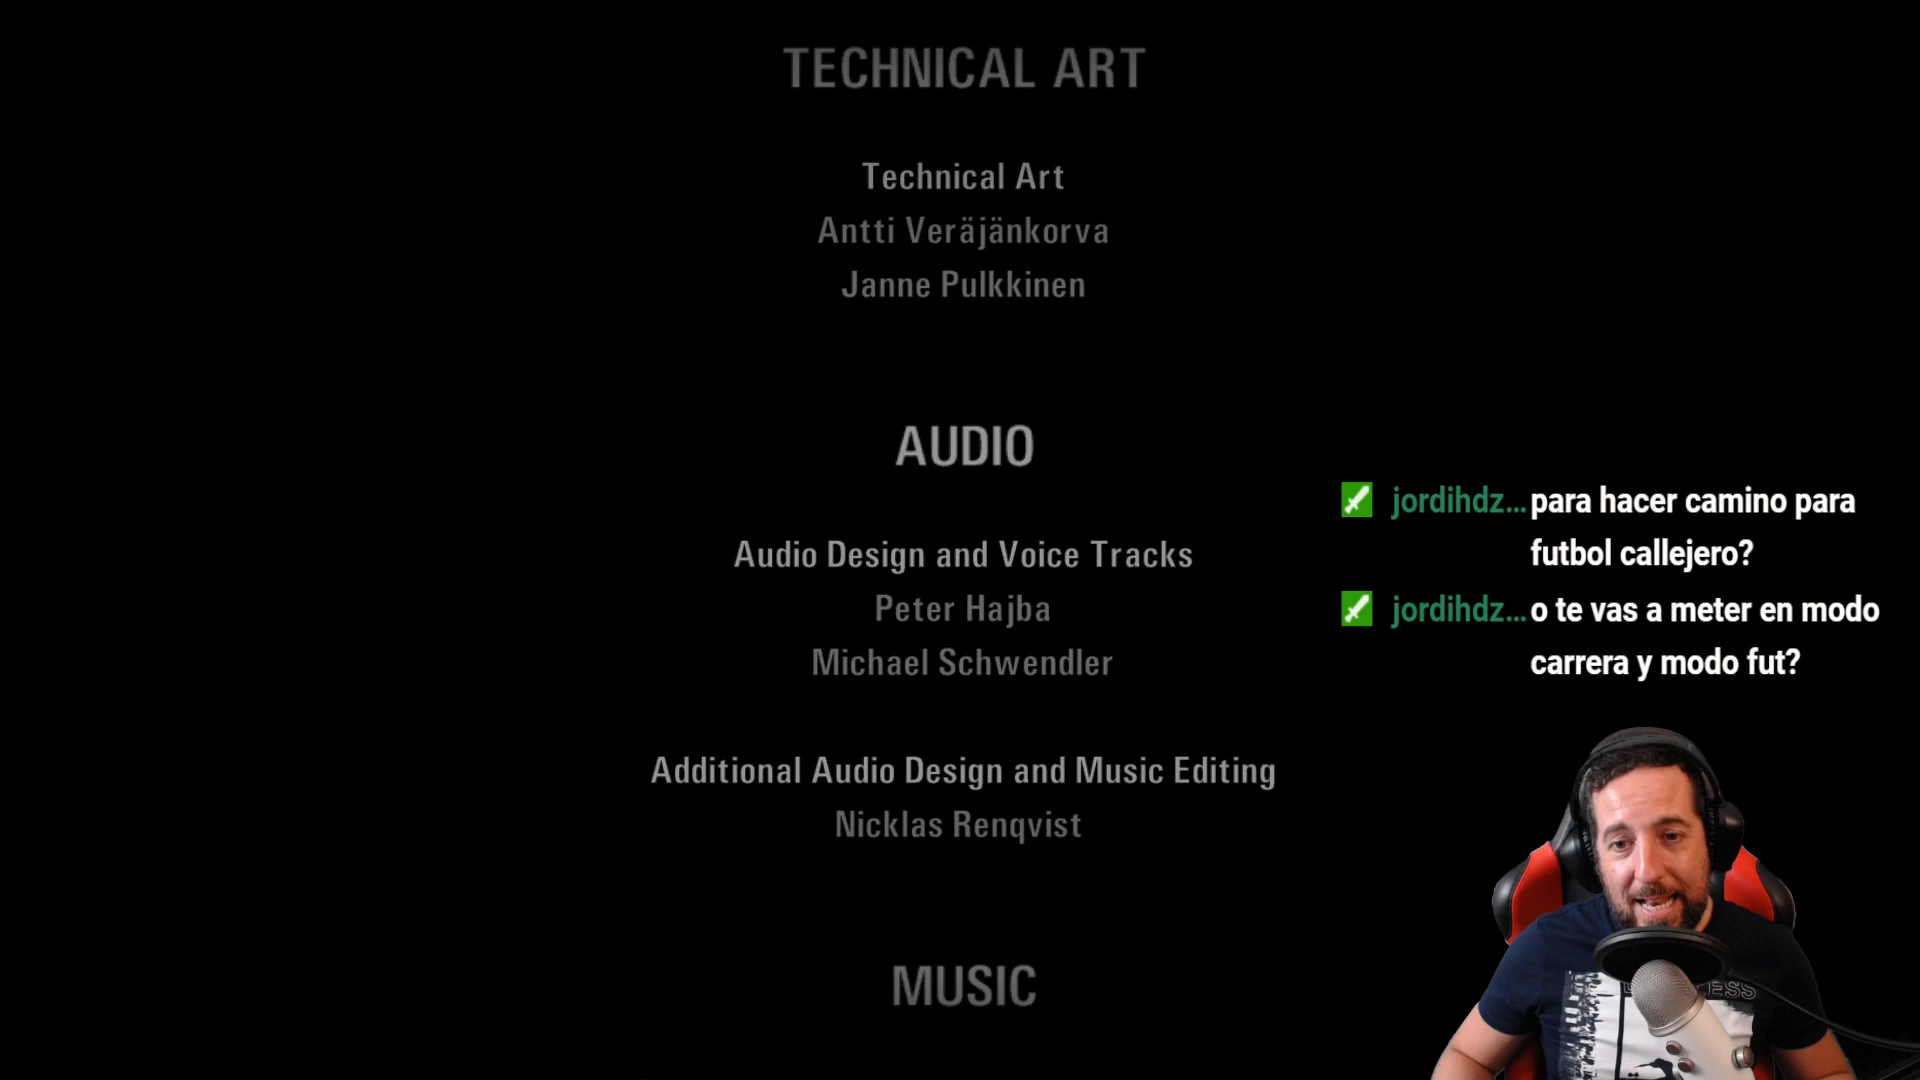 TECHNICAL ART
Technical Art
Antti Veräjänkorva
Janne Pulkkinen
AUDIO
Audio Design and Voice Tracks
Peter Hajba
Michael Schwendler
Additional Audio Design and Music Editing
Nicklas Renqvist
MUSIC
jordihdz... para hacer camino para
futbol callejero?
jordihdz... o te vas a meter en modo
carrera y modo fut?